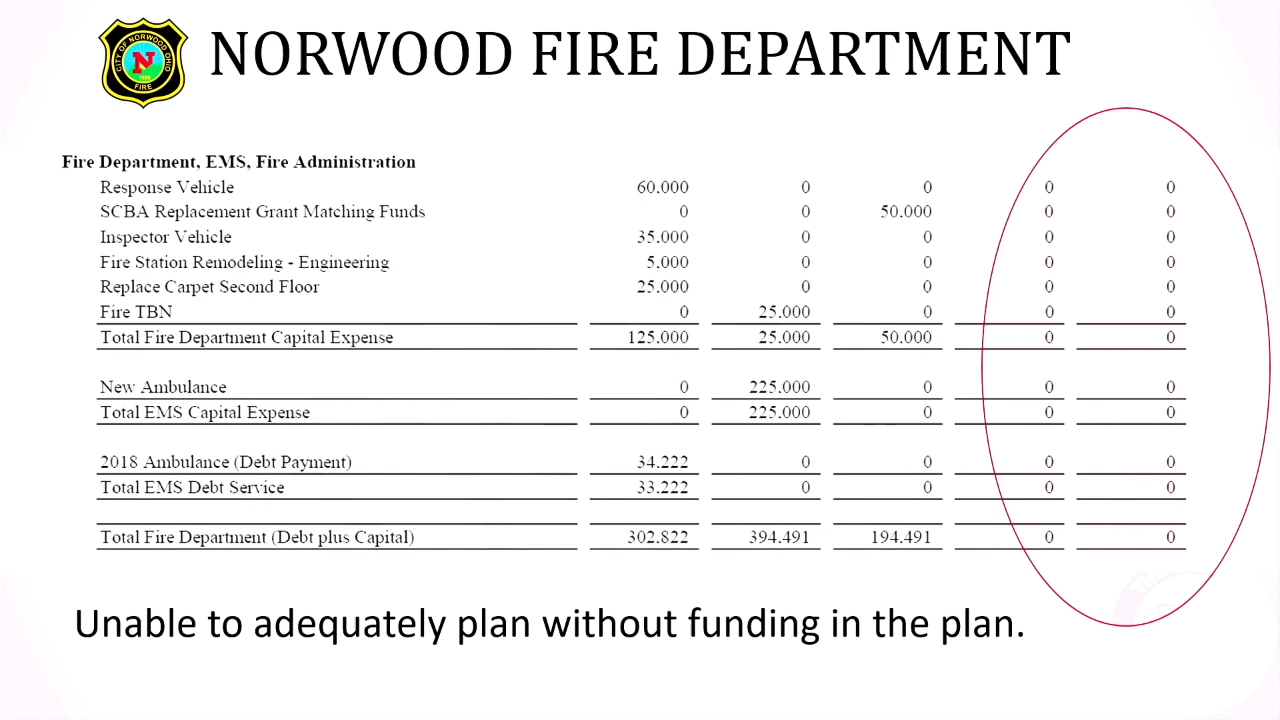 NORWOOD FIRE DEPARTMENT
CITY OF NORWOOD OHIO
N
1888
FIRE
Fire Department, EMS, Fire Administration
Response Vehicle 60.000 0 0 0 0
SCBA Replacement Grant Matching Funds 0 0 50.000 0 0
Inspector Vehicle 35.000 0 0 0 0
Fire Station Remodeling - Engineering 5.000 0 0 0 0
Replace Carpet Second Floor 25.000 0 0 0 0
Fire TBN 0 25.000 0 0 0
Total Fire Department Capital Expense 125.000 25.000 50.000 0 0
New Ambulance 0 225.000 0 0 0
Total EMS Capital Expense 0 225.000 0 0 0
2018 Ambulance (Debt Payment) 34.222 0 0 0 0
Total EMS Debt Service 33.222 0 0 0 0
Total Fire Department (Debt plus Capital) 302.822 394.491 194.491 0 0
Unable to adequately plan without funding in the plan.